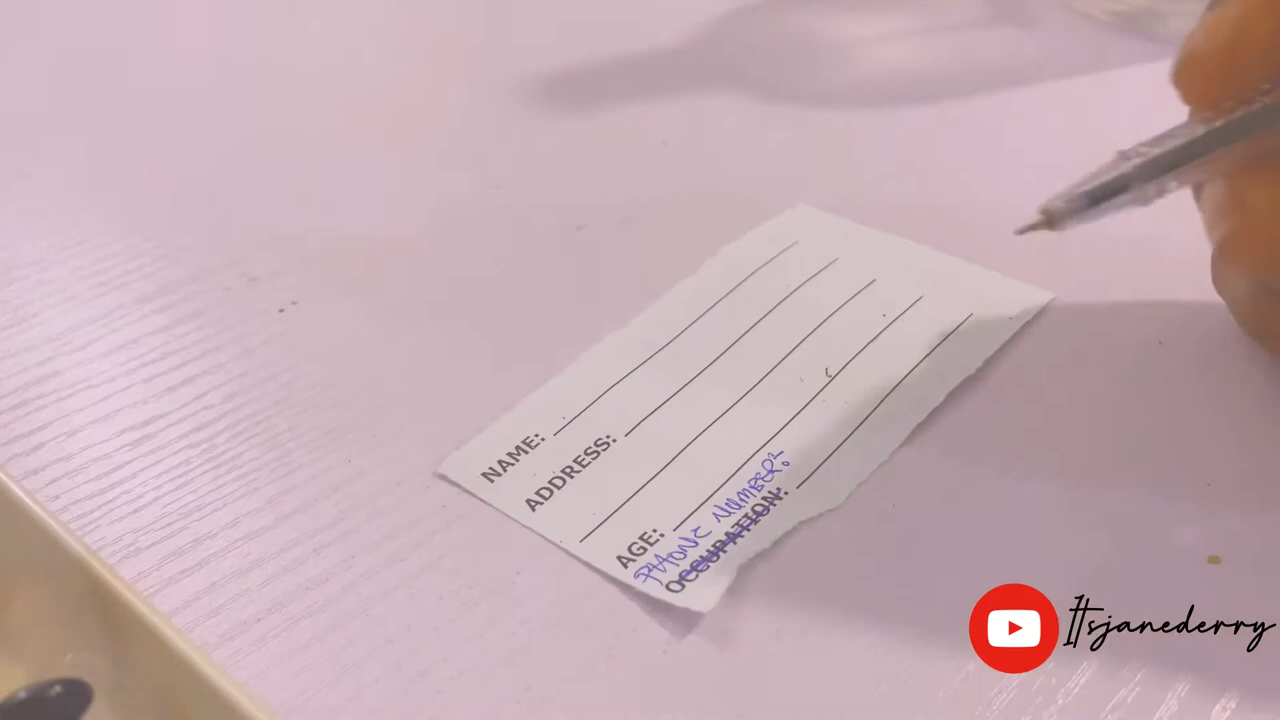 NAME:
ADDRESS:
AGE:
PHONE NUMBER:
OCCUPATION:
Itsjanederry